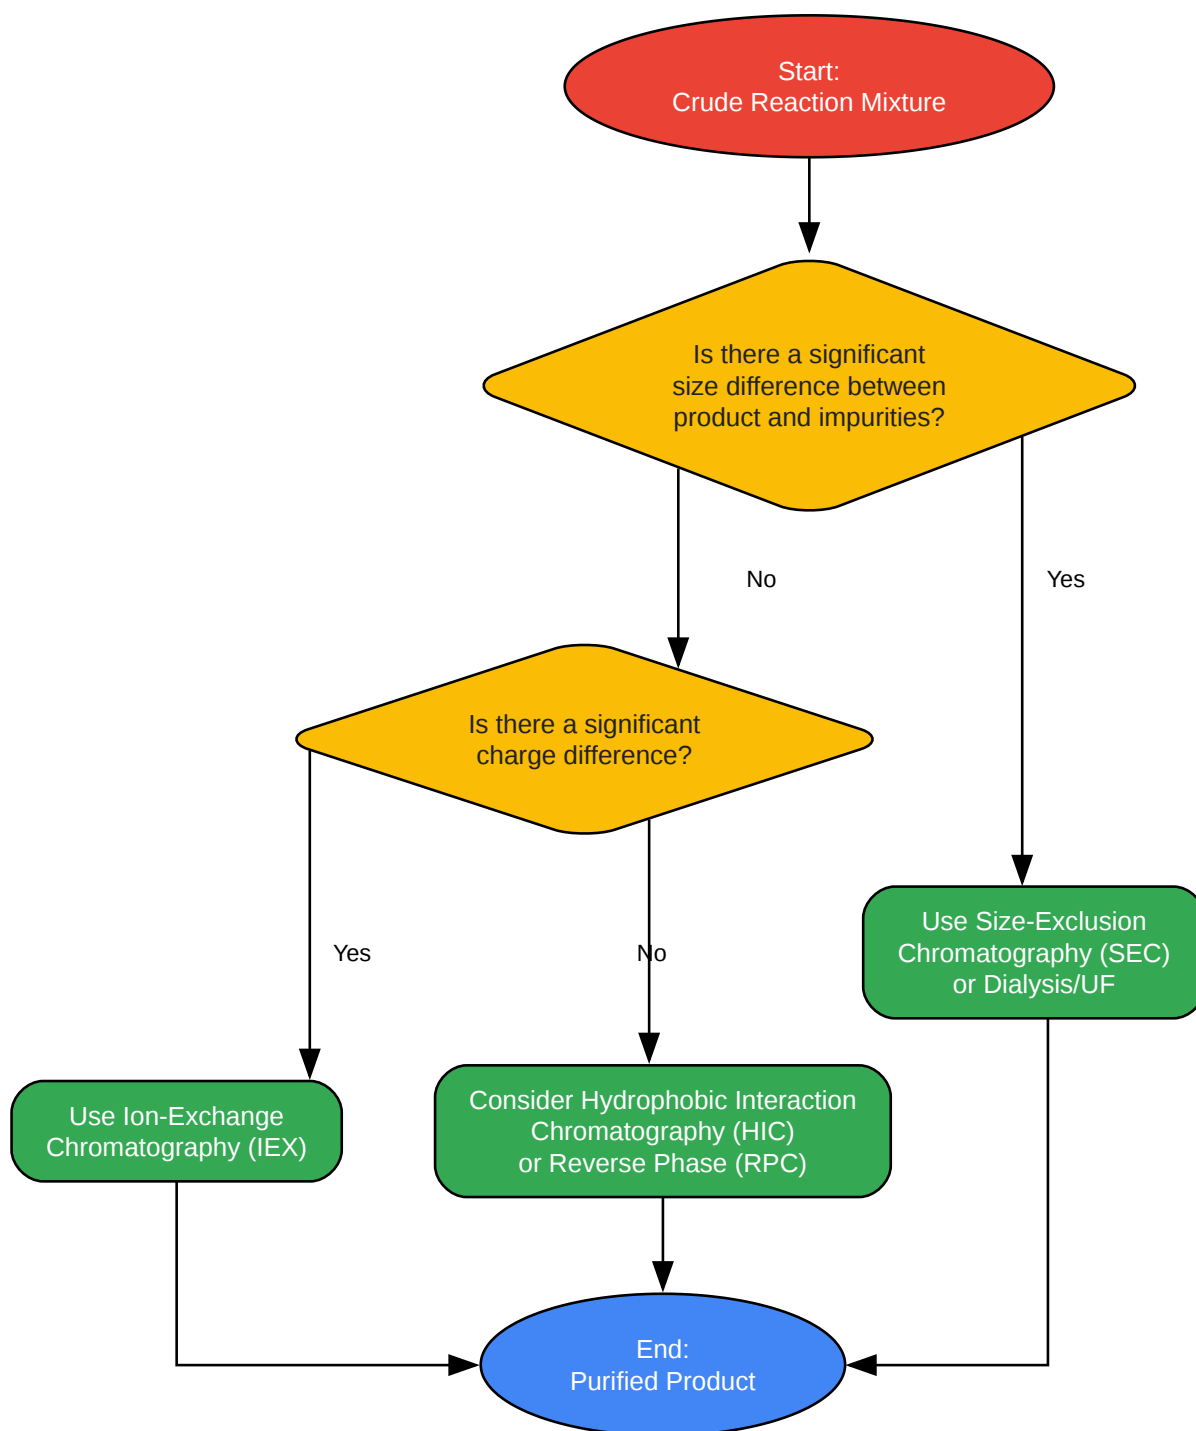 Start:
Crude Reaction Mixture
Is there a significant
size difference between
product and impurities?
No
Yes
Is there a significant
charge difference?
Yes
No
Use Size-Exclusion
Chromatography (SEC)
or Dialysis/UF
Use Ion-Exchange
Chromatography (IEX)
Consider Hydrophobic Interaction
Chromatography (HIC)
or Reverse Phase (RPC)
End:
Purified Product